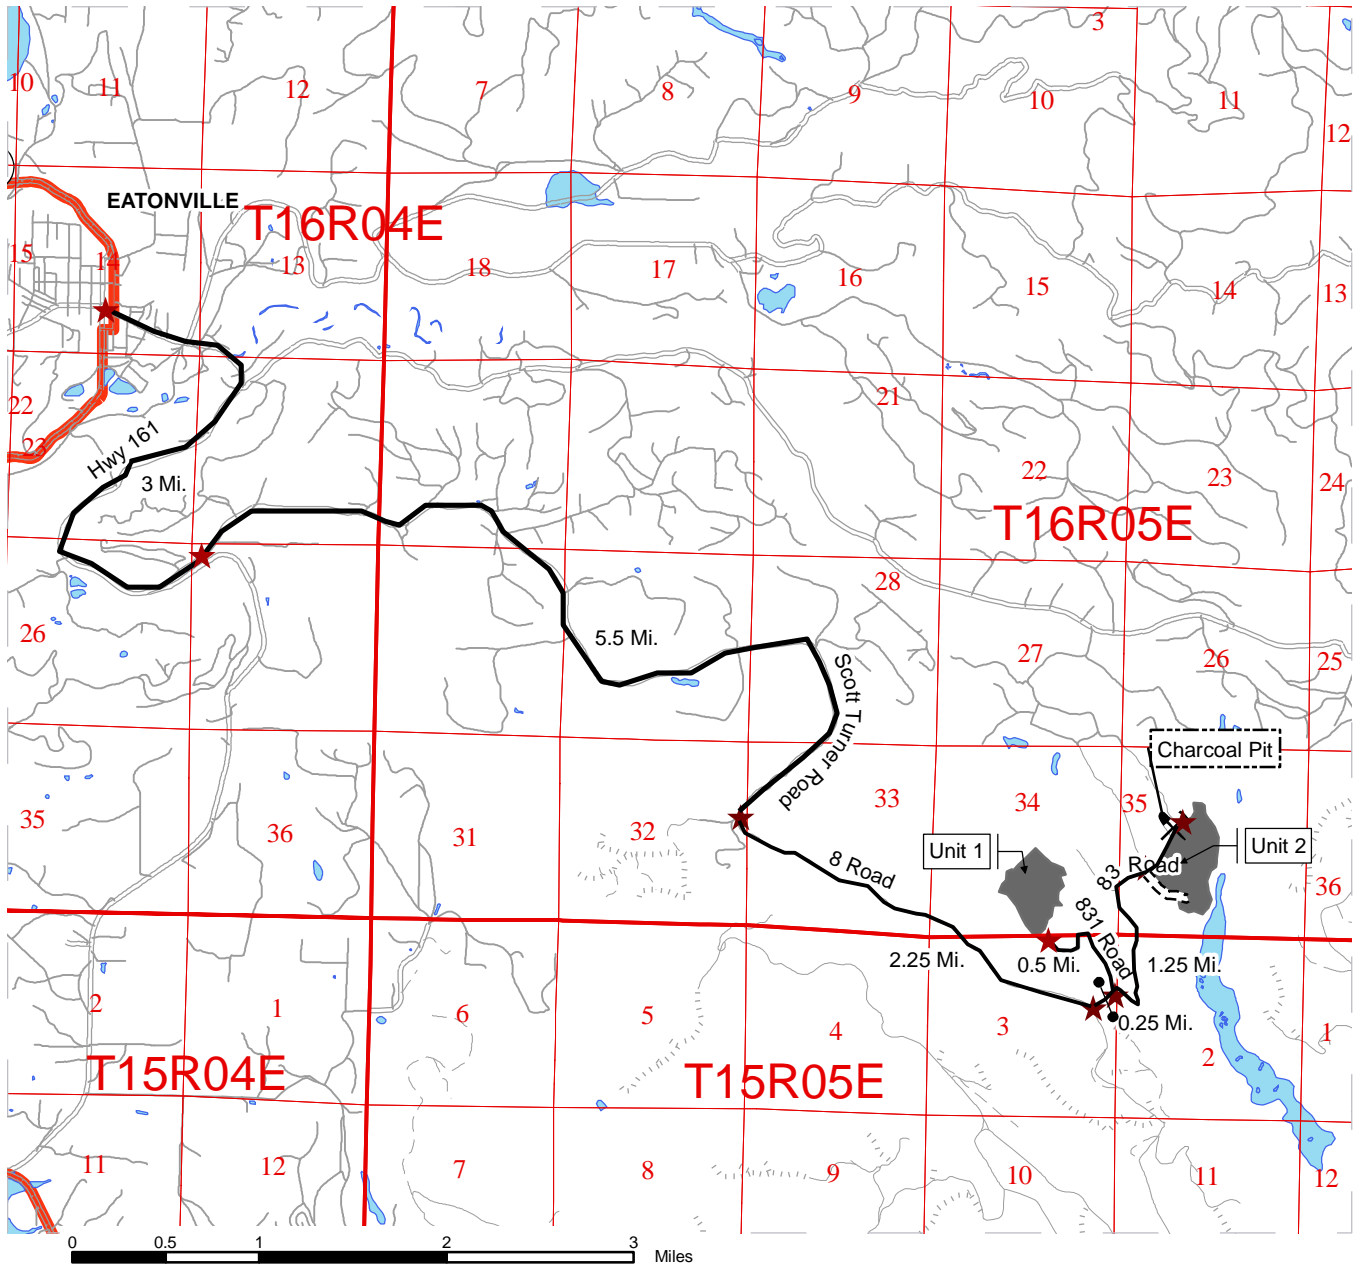 3
10
11
12
7
8
9
10
11
12
EATONVILLE
T16R04E
15
14
13
18
17
16
15
14
13
22
23
21
22
23
24
Hwy 161
3 Mi.
T16R05E
28
26
5.5 Mi.
27
26
25
Scott Turner Road
Charcoal Pit
35
36
31
32
33
34
35
36
Unit 1
Unit 2
8 Road
83 Road
831 Road
2.25 Mi.
0.5 Mi.
1.25 Mi.
0.25 Mi.
2
1
6
5
4
3
2
1
T15R04E
T15R05E
11
12
7
8
9
10
11
12
0 0.5 1 2 3 Miles